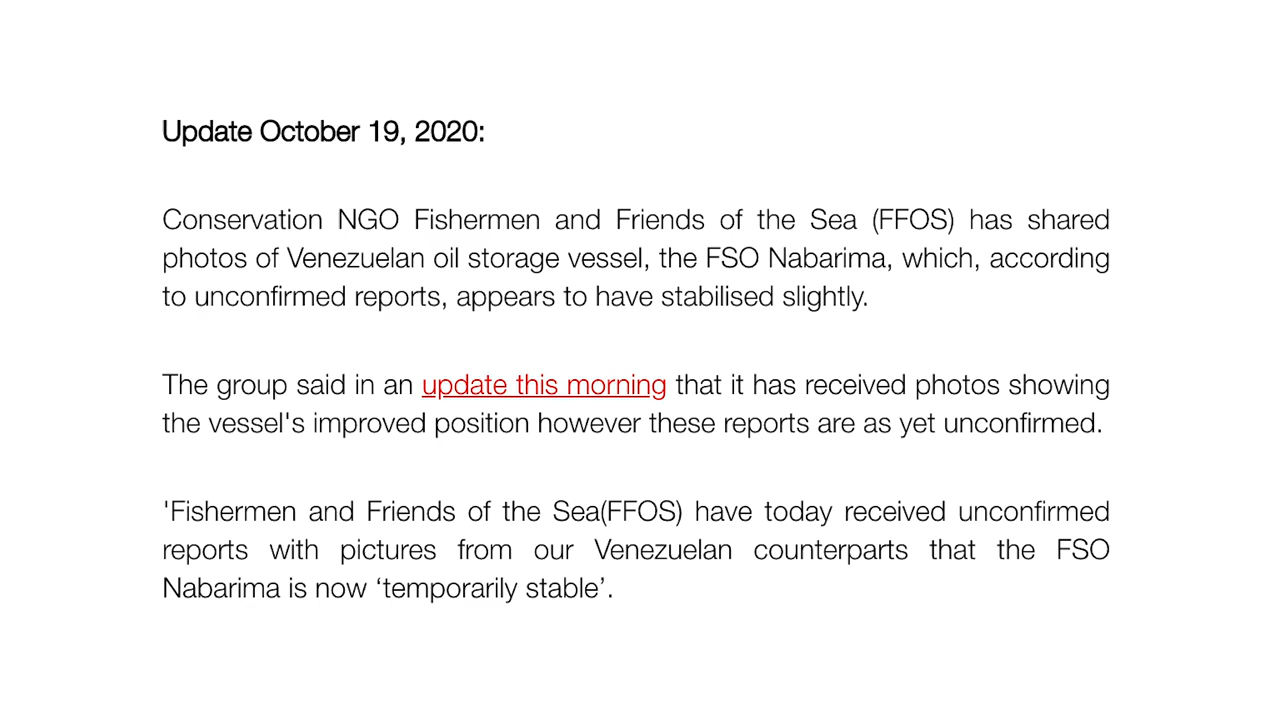 Update October 19, 2020:
Conservation NGO Fishermen and Friends of the Sea (FFOS) has shared
photos of Venezuelan oil storage vessel, the FSO Nabarima, which, according
to unconfirmed reports, appears to have stabilised slightly.
The group said in an update this morning that it has received photos showing
the vessel's improved position however these reports are as yet unconfirmed.
'Fishermen and Friends of the Sea(FFOS) have today received unconfirmed
reports with pictures from our Venezuelan counterparts that the FSO
Nabarima is now ‘temporarily stable’.